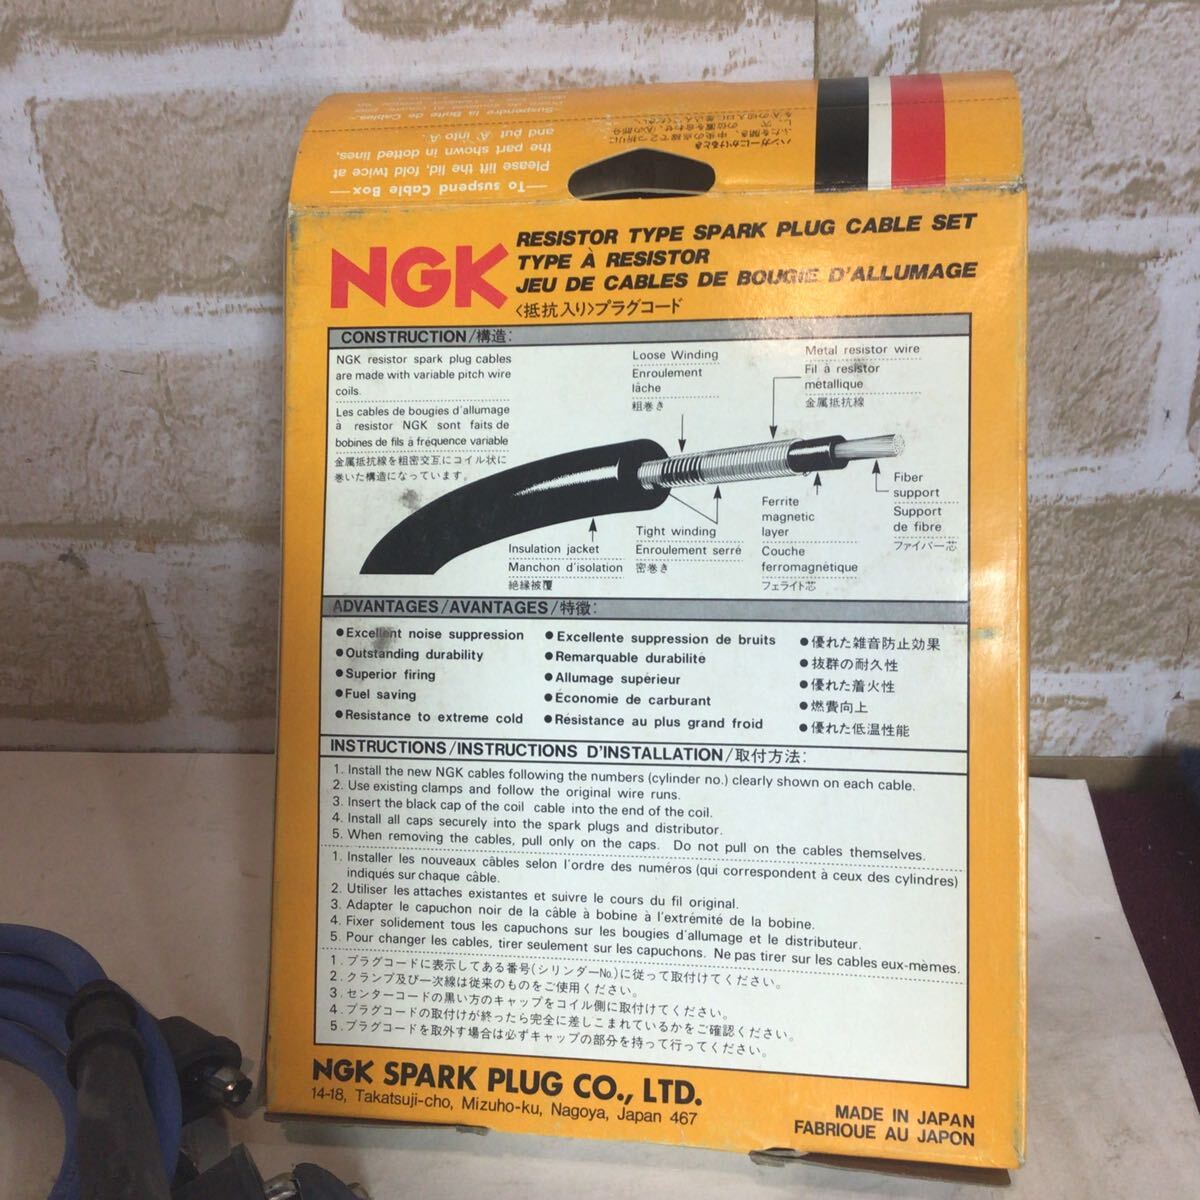 —To suspend Cable Box—
Please lift the lid, fold twice at
the part shown in dotted lines,
and put 'A' into 'A'.
ハンガーにかけるとき
NGK
RESISTOR TYPE SPARK PLUG CABLE SET
TYPE À RESISTOR
JEU DE CABLES DE BOUGIE D'ALLUMAGE
〈抵抗入り〉プラグコード
CONSTRUCTION/構造:
NGK resistor spark plug cables
are made with variable pitch wire
coils.
Les cables de bougies d'allumage
à resistor NGK sont faits de
bobines de fils à fréquence variable
金属抵抗線を粗密交互にコイル状に
巻いた構造になっています。
Loose Winding
Enroulement
lâche
粗巻き
Metal resistor wire
Fil à resistor
métallique
金属抵抗線
Fiber
support
Support
de fibre
ファイバー芯
Ferrite
magnetic
layer
Couche
ferromagnétique
フェライト芯
Tight winding
Enroulement serré
密巻き
Insulation jacket
Manchon d'isolation
絶縁被覆
ADVANTAGES/AVANTAGES/特徴:
●Excellent noise suppression
●Outstanding durability
●Superior firing
●Fuel saving
●Resistance to extreme cold
●Excellente suppression de bruits
●Remarquable durabilité
●Allumage supérieur
●Économie de carburant
●Résistance au plus grand froid
●優れた雑音防止効果
●抜群の耐久性
●優れた着火性
●燃費向上
●優れた低温性能
INSTRUCTIONS/INSTRUCTIONS D'INSTALLATION/取付方法:
1. Install the new NGK cables following the numbers (cylinder no.) clearly shown on each cable.
2. Use existing clamps and follow the original wire runs.
3. Insert the black cap of the coil cable into the end of the coil.
4. Install all caps securely into the spark plugs and distributor.
5. When removing the cables, pull only on the caps. Do not pull on the cables themselves.
1. Installer les nouveaux câbles selon l'ordre des numéros (qui correspondent à ceux des cylindres)
indiqués sur chaque câble.
2. Utiliser les attaches existantes et suivre le cours du fil original.
3. Adapter le capuchon noir de la câble à bobine à l'extrémité de la bobine.
4. Fixer solidement tous les capuchons sur les bougies d'allumage et le distributeur.
5. Pour changer les cables, tirer seulement sur les capuchons. Ne pas tirer sur les cables eux-mèmes.
1. プラグコードに表示してある番号(シリンダーNo.)に従って取付けてください。
2. クランプ及び一次線は従来のものをご使用ください。
3. センターコードの黒い方のキャップをコイル側に取付けてください。
4. プラグコードの取付けが終ったら完全に差しこまれているかをご確認ください。
5. プラグコードを取外す場合は必ずキャップの部分を持って行ってください。
NGK SPARK PLUG CO., LTD.
14-18, Takatsuji-cho, Mizuho-ku, Nagoya, Japan 467
MADE IN JAPAN
FABRIQUE AU JAPON